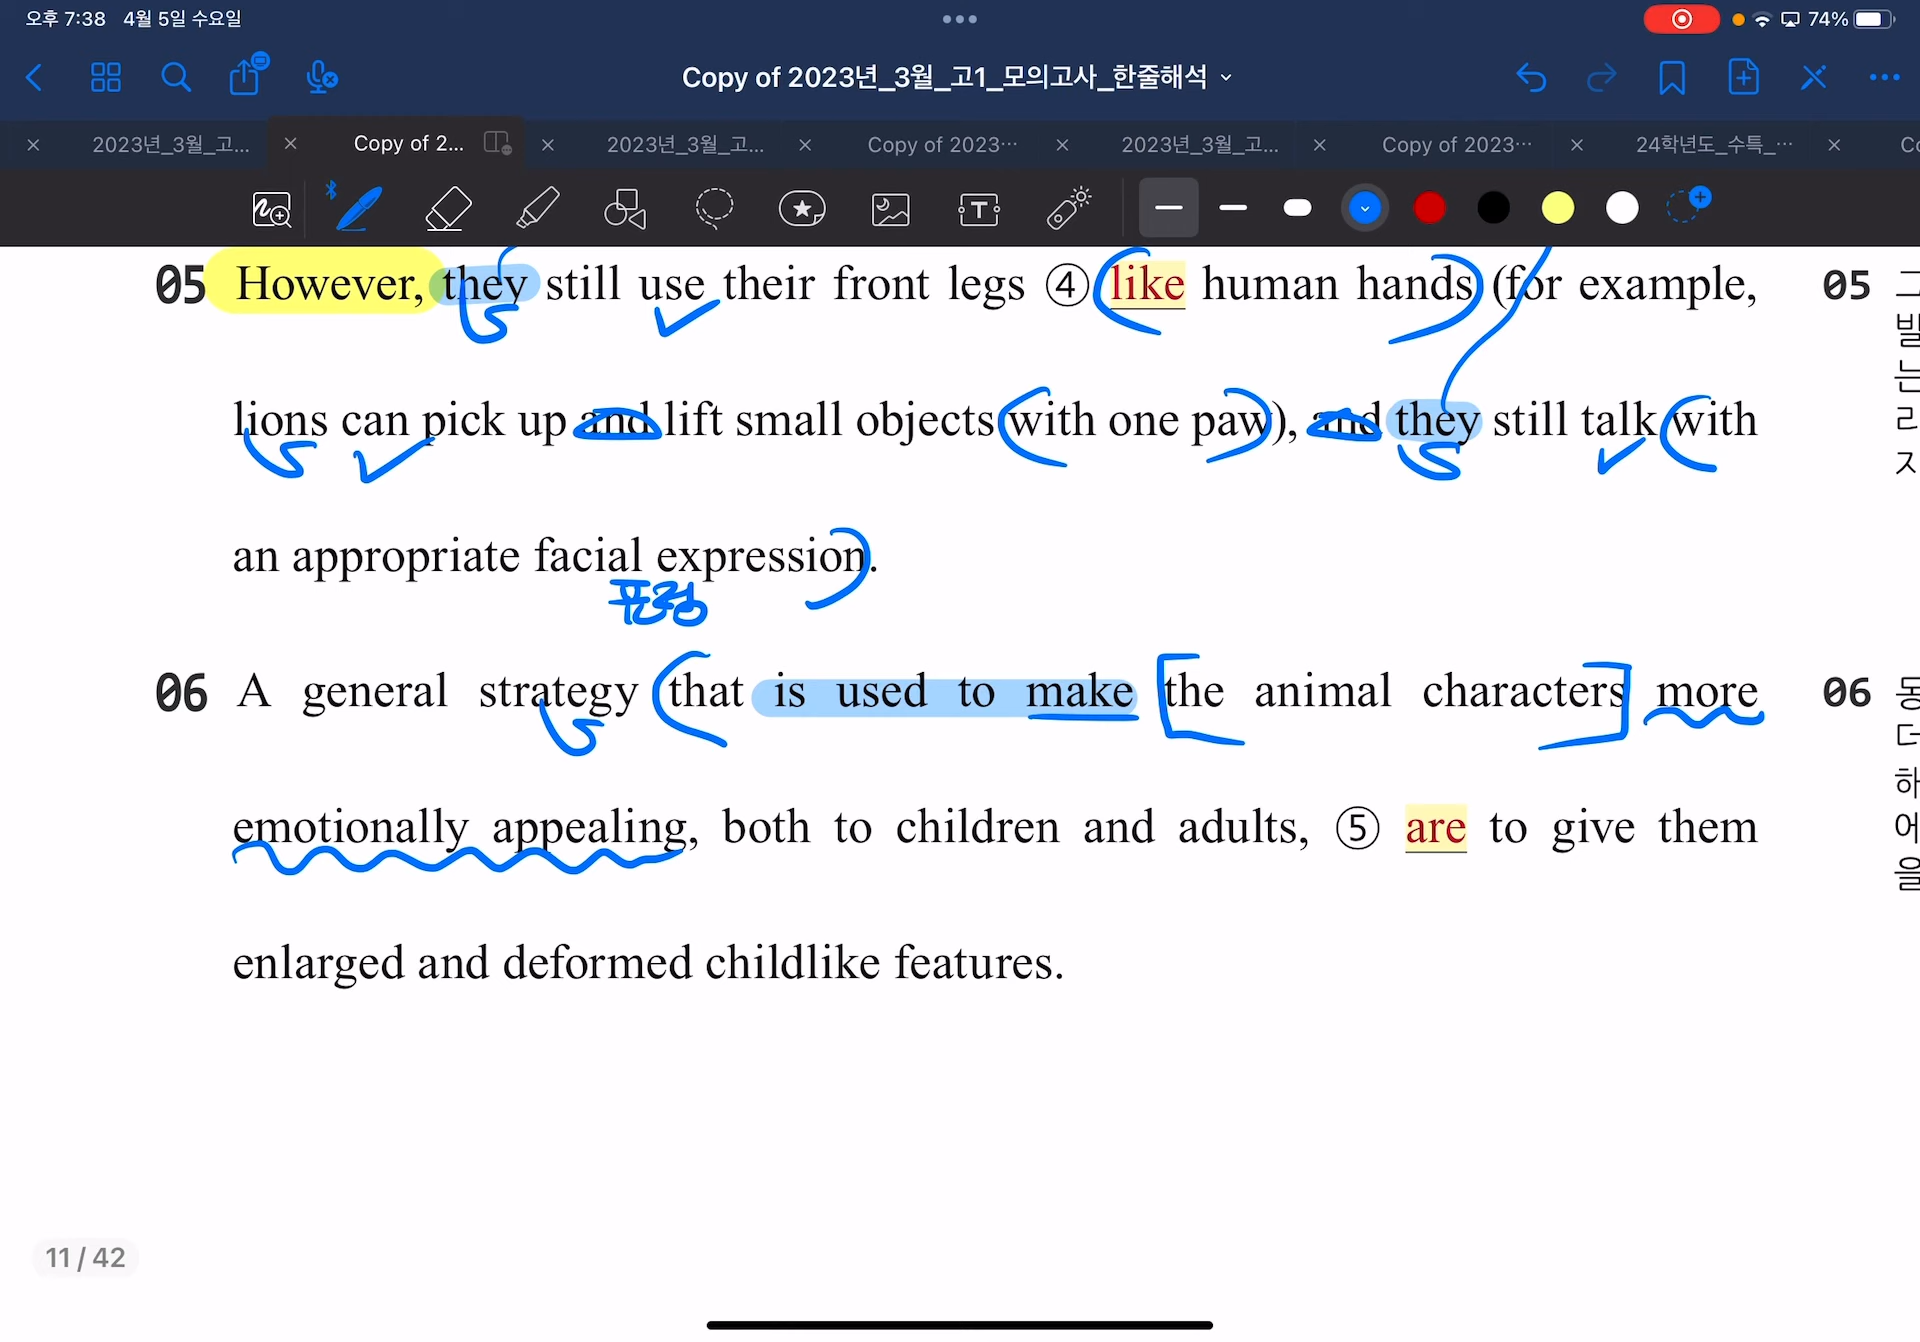 오후 7:38 4월 5일 수요일
74%
Copy of 2023년_3월_고1_모의고사_한줄해석
2023년_3월_고...
Copy of 2...
2023년_3월_고...
Copy of 2023...
2023년_3월_고...
Copy of 2023...
24학년도_수특_...
05 However, they still use their front legs ④ like human hands (for example,
lions can pick up and lift small objects with one paw), and they still talk with
an appropriate facial expression.
표정
06 A general strategy that is used to make the animal characters more
emotionally appealing, both to children and adults, ⑤ are to give them
enlarged and deformed childlike features.
05
06
11 / 42